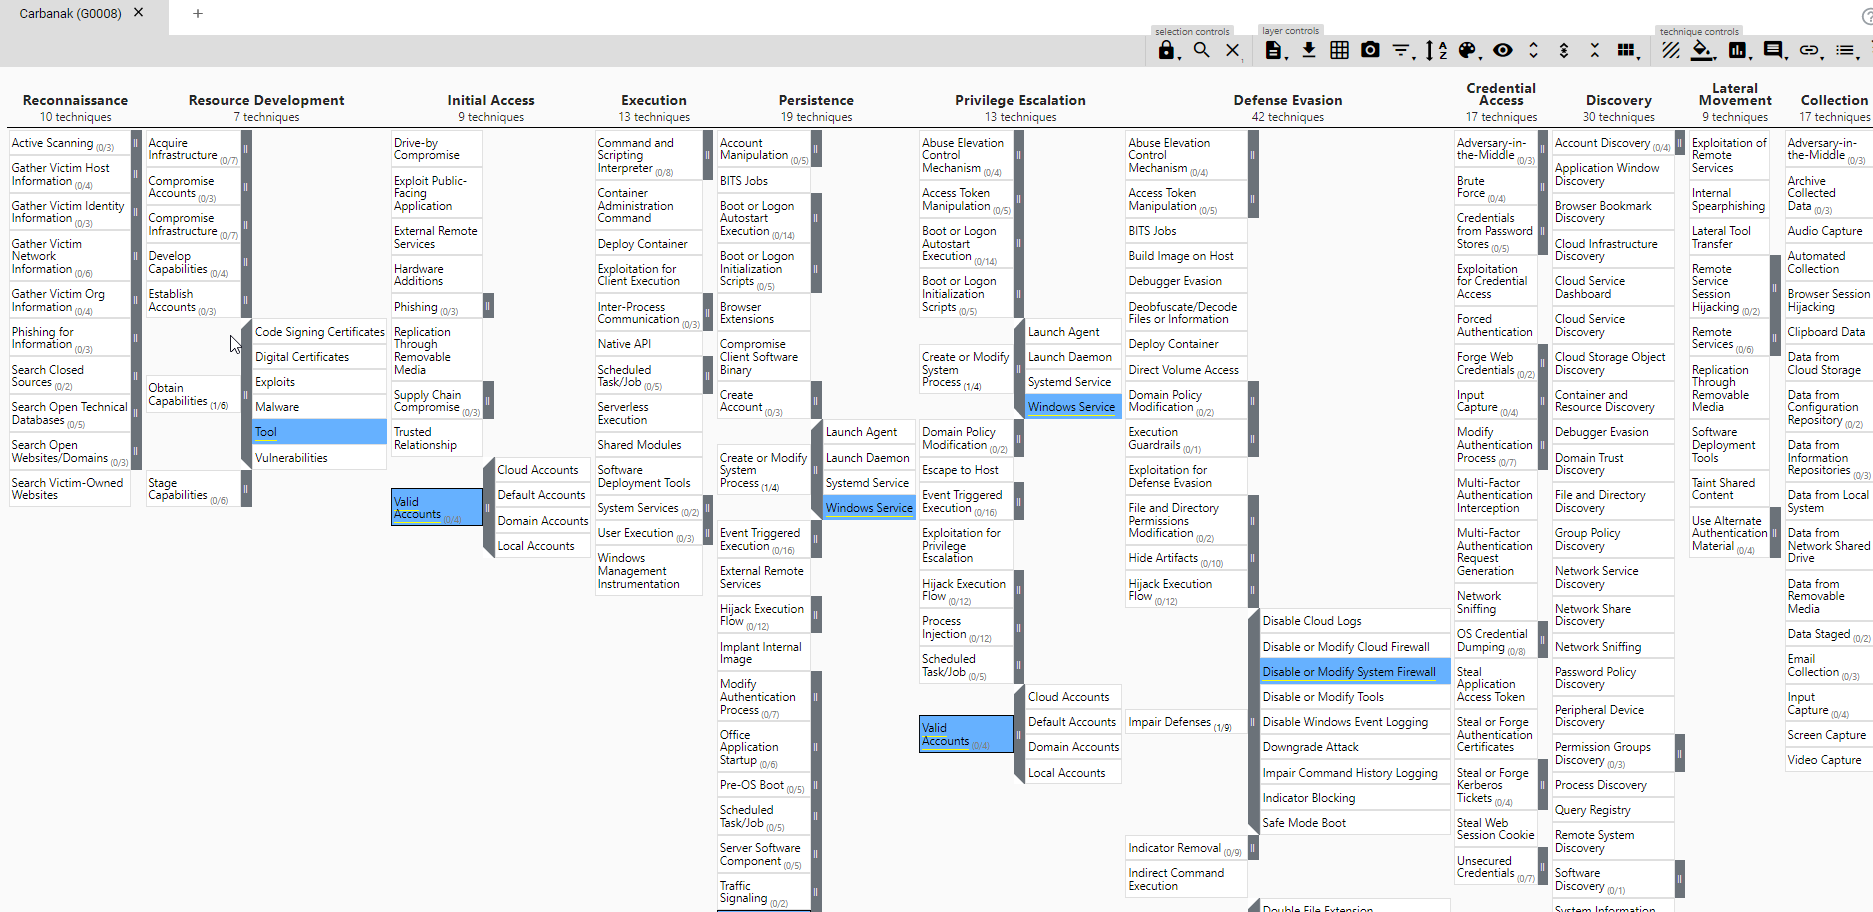 Carbanak (G0008)
selection controls
layer controls
technique controls
Reconnaissance
10 techniques
Active Scanning (0/3)
Gather Victim Host
Information (0/4)
Gather Victim Identity
Information (0/3)
Gather Victim
Network
Information (0/6)
Gather Victim Org
Information (0/4)
Phishing for
Information (0/3)
Search Closed
Sources (0/2)
Search Open Technical
Databases (0/5)
Search Open
Websites/Domains (0/3)
Search Victim-Owned
Websites
Resource Development
7 techniques
Acquire
Infrastructure (0/7)
Compromise
Accounts (0/3)
Compromise
Infrastructure (0/7)
Develop
Capabilities (0/4)
Establish
Accounts (0/3)
Obtain
Capabilities (1/6)
Code Signing Certificates
Digital Certificates
Exploits
Malware
Tool
Vulnerabilities
Stage
Capabilities (0/6)
Initial Access
9 techniques
Drive-by
Compromise
Exploit Public-
Facing
Application
External Remote
Services
Hardware
Additions
Phishing (0/3)
Replication
Through
Removable
Media
Supply Chain
Compromise (0/3)
Trusted
Relationship
Valid
Accounts (0/4)
Cloud Accounts
Default Accounts
Domain Accounts
Local Accounts
Execution
13 techniques
Command and
Scripting
Interpreter (0/8)
Container
Administration
Command
Deploy Container
Exploitation for
Client Execution
Inter-Process
Communication (0/3)
Native API
Scheduled
Task/Job (0/5)
Serverless
Execution
Shared Modules
Software
Deployment Tools
System Services (0/2)
User Execution (0/3)
Windows
Management
Instrumentation
Persistence
19 techniques
Account
Manipulation (0/5)
BITS Jobs
Boot or Logon
Autostart
Execution (0/14)
Boot or Logon
Initialization
Scripts (0/5)
Browser
Extensions
Compromise
Client Software
Binary
Create
Account (0/3)
Create or Modify
System
Process (1/4)
Launch Agent
Launch Daemon
Systemd Service
Windows Service
Event Triggered
Execution (0/16)
External Remote
Services
Hijack Execution
Flow (0/12)
Implant Internal
Image
Modify
Authentication
Process (0/7)
Office
Application
Startup (0/6)
Pre-OS Boot (0/5)
Scheduled
Task/Job (0/5)
Server Software
Component (0/5)
Traffic
Signaling (0/2)
Privilege Escalation
13 techniques
Abuse Elevation
Control
Mechanism (0/4)
Access Token
Manipulation (0/5)
Boot or Logon
Autostart
Execution (0/14)
Boot or Logon
Initialization
Scripts (0/5)
Create or Modify
System
Process (1/4)
Launch Agent
Launch Daemon
Systemd Service
Windows Service
Domain Policy
Modification (0/2)
Escape to Host
Event Triggered
Execution (0/16)
Exploitation for
Privilege
Escalation
Hijack Execution
Flow (0/12)
Process
Injection (0/12)
Scheduled
Task/Job (0/5)
Valid
Accounts (0/4)
Cloud Accounts
Default Accounts
Domain Accounts
Local Accounts
Defense Evasion
42 techniques
Abuse Elevation
Control
Mechanism (0/4)
Access Token
Manipulation (0/5)
BITS Jobs
Build Image on Host
Debugger Evasion
Deobfuscate/Decode
Files or Information
Deploy Container
Direct Volume Access
Domain Policy
Modification (0/2)
Execution
Guardrails (0/1)
Exploitation for
Defense Evasion
File and Directory
Permissions
Modification (0/2)
Hide Artifacts (0/10)
Hijack Execution
Flow (0/12)
Impair Defenses (1/9)
Disable Cloud Logs
Disable or Modify Cloud Firewall
Disable or Modify System Firewall
Disable or Modify Tools
Disable Windows Event Logging
Downgrade Attack
Impair Command History Logging
Indicator Blocking
Safe Mode Boot
Indicator Removal (0/9)
Indirect Command
Execution
Double File Extension
Credential
Access
17 techniques
Adversary-in-
the-Middle (0/3)
Brute
Force (0/4)
Credentials
from Password
Stores (0/5)
Exploitation
for Credential
Access
Forced
Authentication
Forge Web
Credentials (0/2)
Input
Capture (0/4)
Modify
Authentication
Process (0/7)
Multi-Factor
Authentication
Interception
Multi-Factor
Authentication
Request
Generation
Network
Sniffing
OS Credential
Dumping (0/8)
Steal
Application
Access Token
Steal or Forge
Authentication
Certificates
Steal or Forge
Kerberos
Tickets (0/4)
Steal Web
Session Cookie
Unsecured
Credentials (0/7)
Discovery
30 techniques
Account Discovery (0/4)
Application Window
Discovery
Browser Bookmark
Discovery
Cloud Infrastructure
Discovery
Cloud Service
Dashboard
Cloud Service
Discovery
Cloud Storage Object
Discovery
Container and
Resource Discovery
Debugger Evasion
Domain Trust
Discovery
File and Directory
Discovery
Group Policy
Discovery
Network Service
Discovery
Network Share
Discovery
Network Sniffing
Password Policy
Discovery
Peripheral Device
Discovery
Permission Groups
Discovery (0/3)
Process Discovery
Query Registry
Remote System
Discovery
Software
Discovery (0/1)
System Information
Lateral
Movement
9 techniques
Exploitation of
Remote
Services
Internal
Spearphishing
Lateral Tool
Transfer
Remote
Service
Session
Hijacking (0/2)
Remote
Services (0/6)
Replication
Through
Removable
Media
Software
Deployment
Tools
Taint Shared
Content
Use Alternate
Authentication
Material (0/4)
Collection
17 techniques
Adversary-in-
the-Middle (0/3)
Archive
Collected
Data (0/3)
Audio Capture
Automated
Collection
Browser Session
Hijacking
Clipboard Data
Data from
Cloud Storage
Data from
Configuration
Repository (0/2)
Data from
Information
Repositories (0/3)
Data from Local
System
Data from
Network Shared
Drive
Data from
Removable
Media
Data Staged (0/2)
Email
Collection (0/3)
Input
Capture (0/4)
Screen Capture
Video Capture